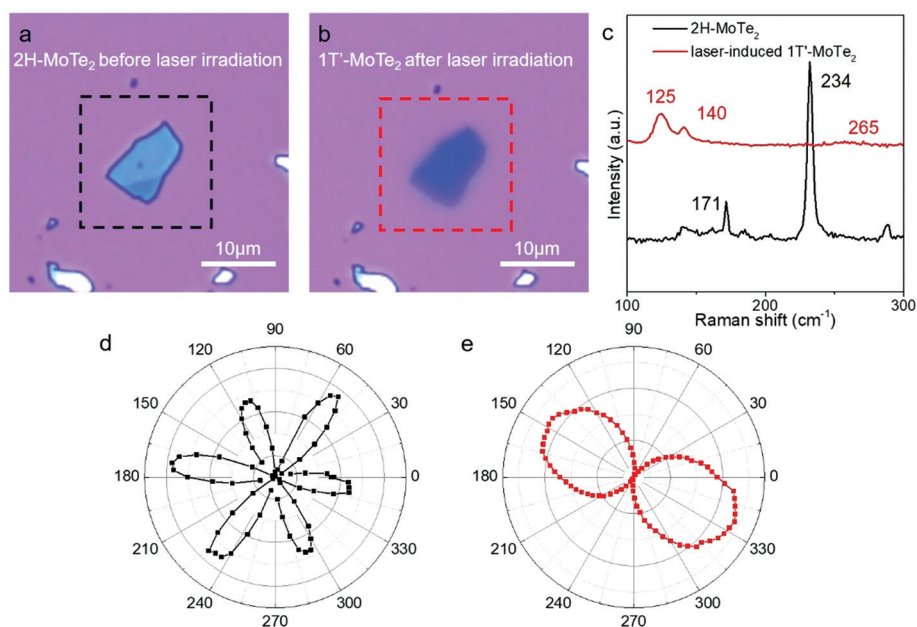 a
2H-MoTe₂ before laser irradiation
10μm
b
1T'-MoTe₂ after laser irradiation
10μm
c
2H-MoTe₂
laser-induced 1T'-MoTe₂
234
125
140
265
171
Intensity (a.u.)
100 200 300
Raman shift (cm⁻¹)
d
90
120 60
150 30
180 0
210 330
240 300
270
e
90
120 60
150 30
180 0
210 330
240 300
270